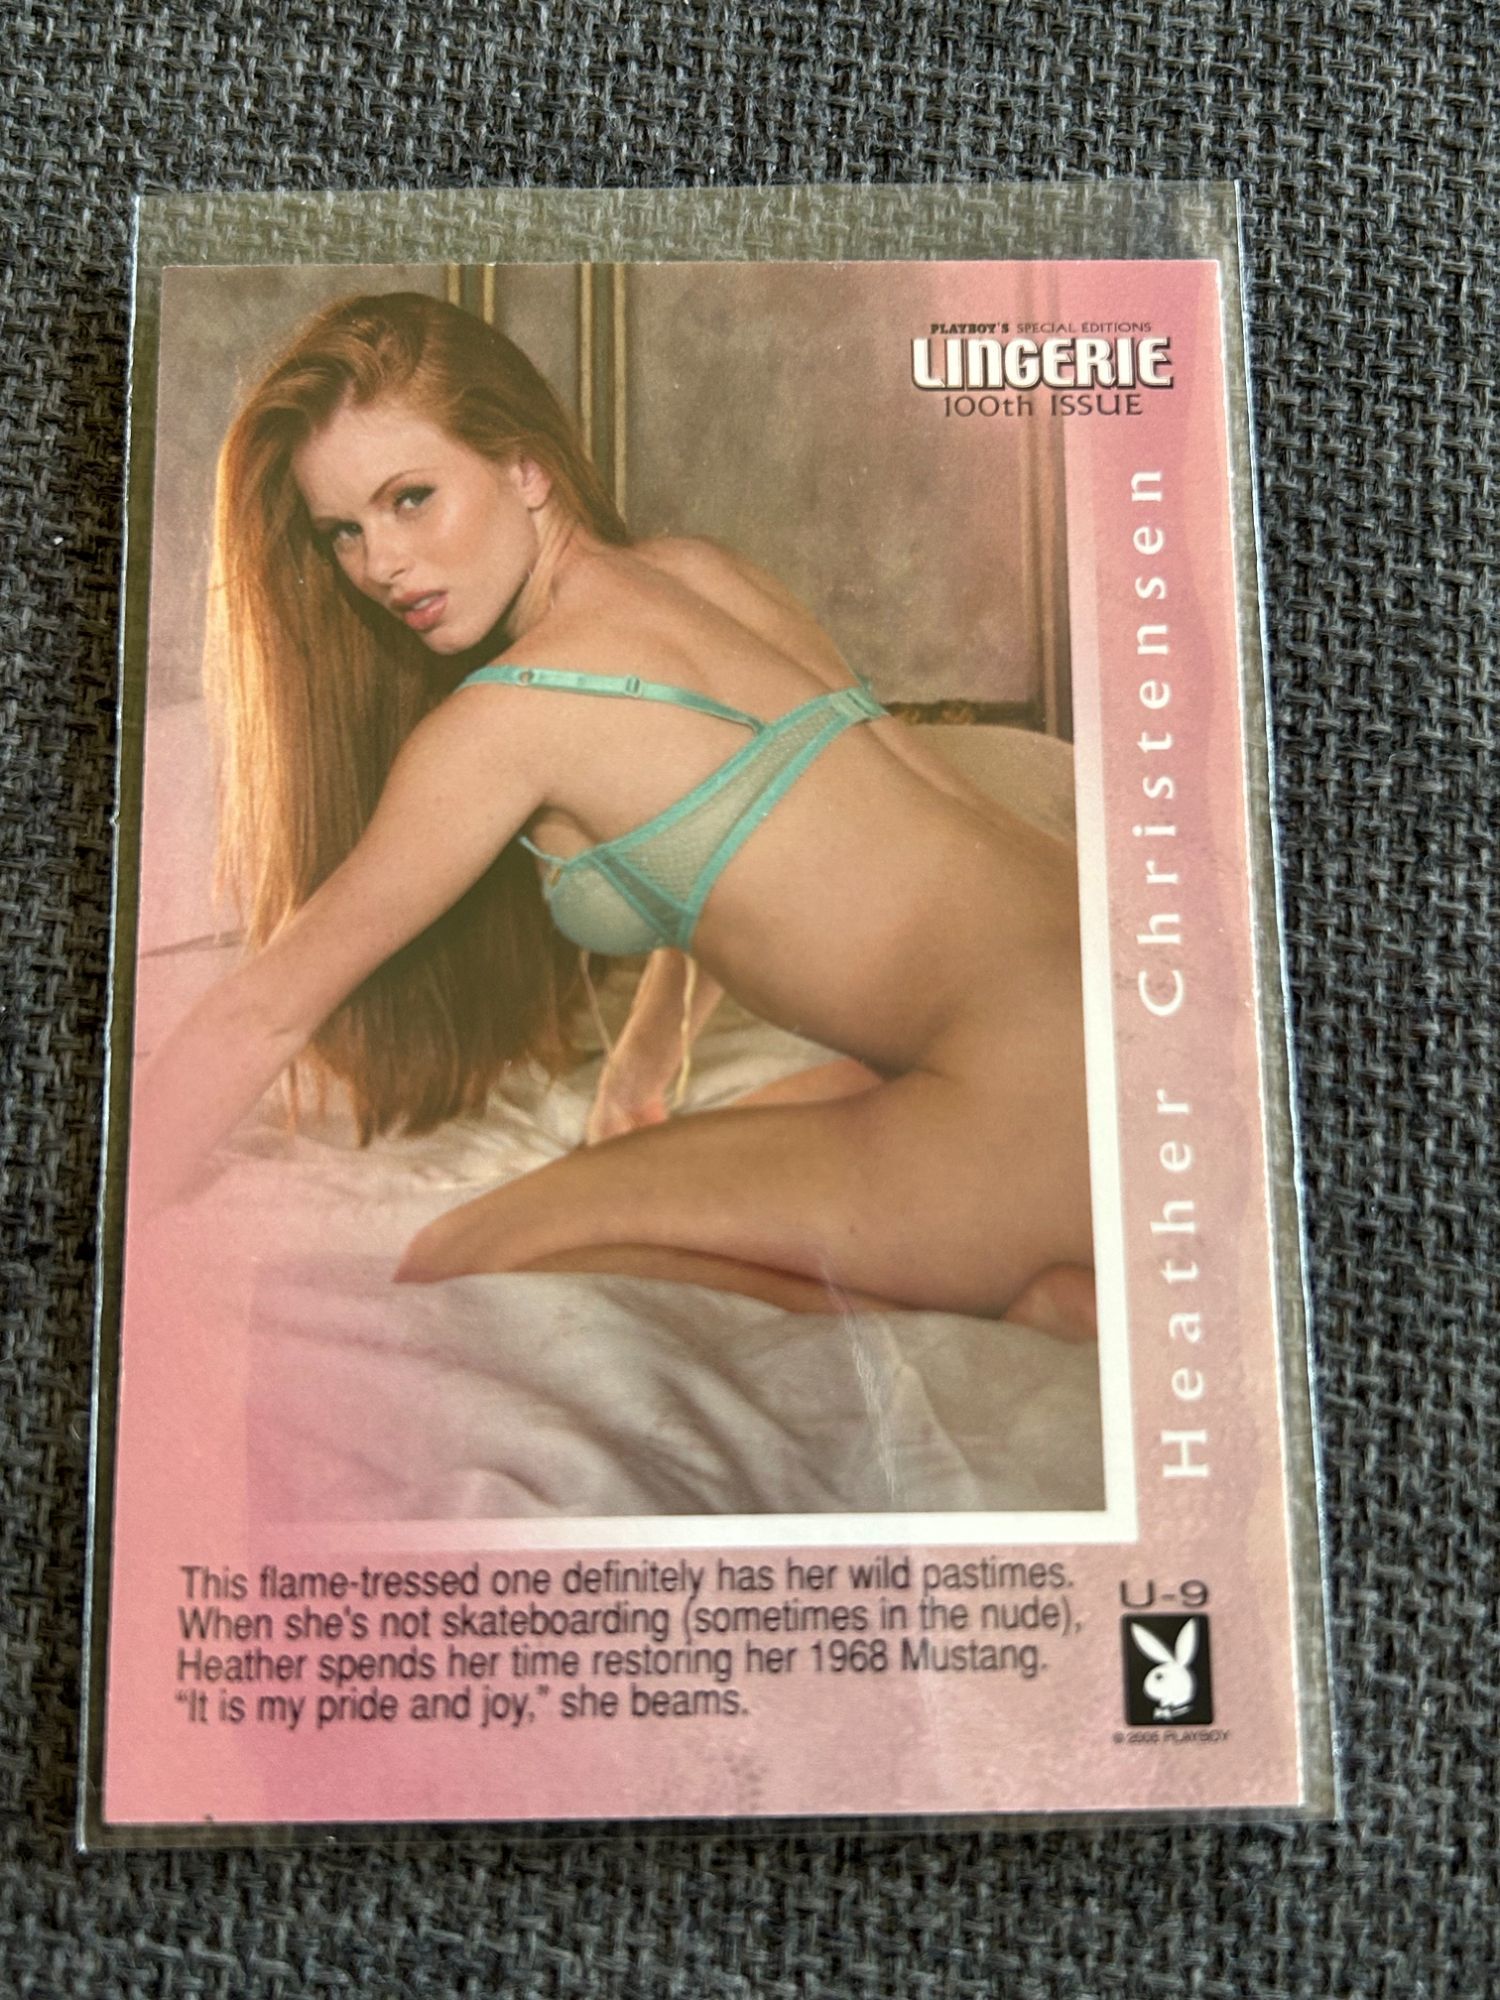 PLAYBOY'S SPECIAL EDITIONS
LINGERIE
100th ISSUE
Heather Christensen
This flame-tressed one definitely has her wild pastimes.
When she's not skateboarding (sometimes in the nude),
Heather spends her time restoring her 1968 Mustang.
“It is my pride and joy,” she beams.
U-9
© 2005 PLAYBOY